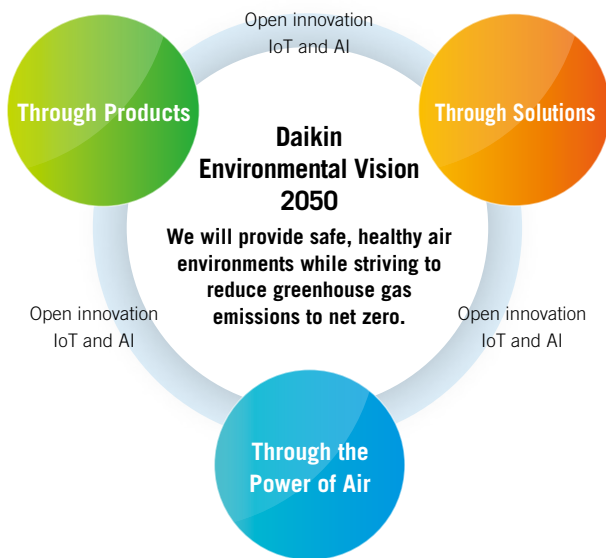 Open innovation
IoT and AI
Through Products
Through Solutions
Daikin
Environmental Vision
2050
We will provide safe, healthy air
environments while striving to
reduce greenhouse gas
emissions to net zero.
Open innovation
IoT and AI
Open innovation
IoT and AI
Through the
Power of Air